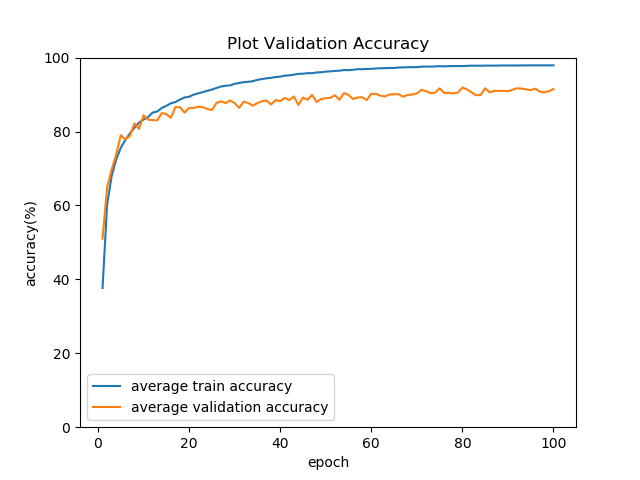 Plot Validation Accuracy
100
80
60
40
20
0
accuracy(%)
average train accuracy
average validation accuracy
0 20 40 60 80 100
epoch